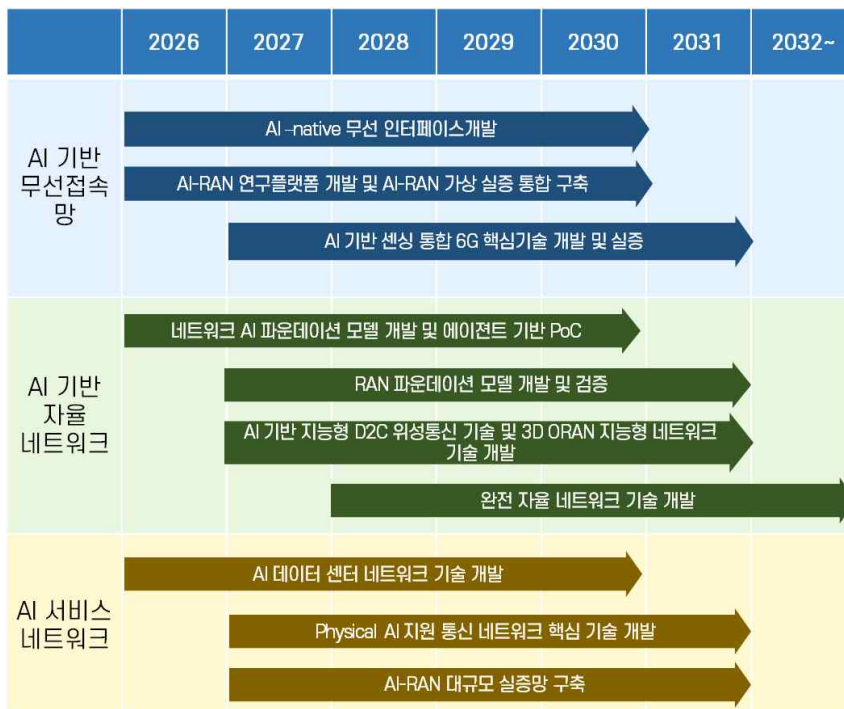 2026 2027 2028 2029 2030 2031 2032~
AI 기반
무선접속
망
AI –native 무선 인터페이스개발
AI-RAN 연구플랫폼 개발 및 AI-RAN 가상 실증 통합 구축
AI 기반 센싱 통합 6G 핵심기술 개발 및 실증
AI 기반
자율
네트워크
네트워크 AI 파운데이션 모델 개발 및 에이젼트 기반 PoC
RAN 파운데이션 모델 개발 및 검증
AI 기반 지능형 D2C 위성통신 기술 및 3D ORAN 지능형 네트워크
기술 개발
완전 자율 네트워크 기술 개발
AI 서비스
네트워크
AI 데이터 센터 네트워크 기술 개발
Physical AI 지원 통신 네트워크 핵심 기술 개발
AI-RAN 대규모 실증망 구축